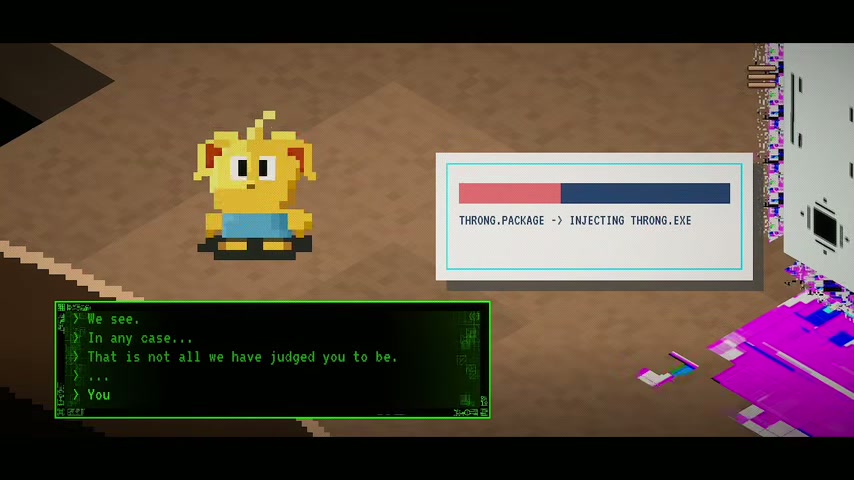 THRONG.PACKAGE -> INJECTING THRONG.EXE
> We see.
> In any case...
> That is not all we have judged you to be.
> ...
> You